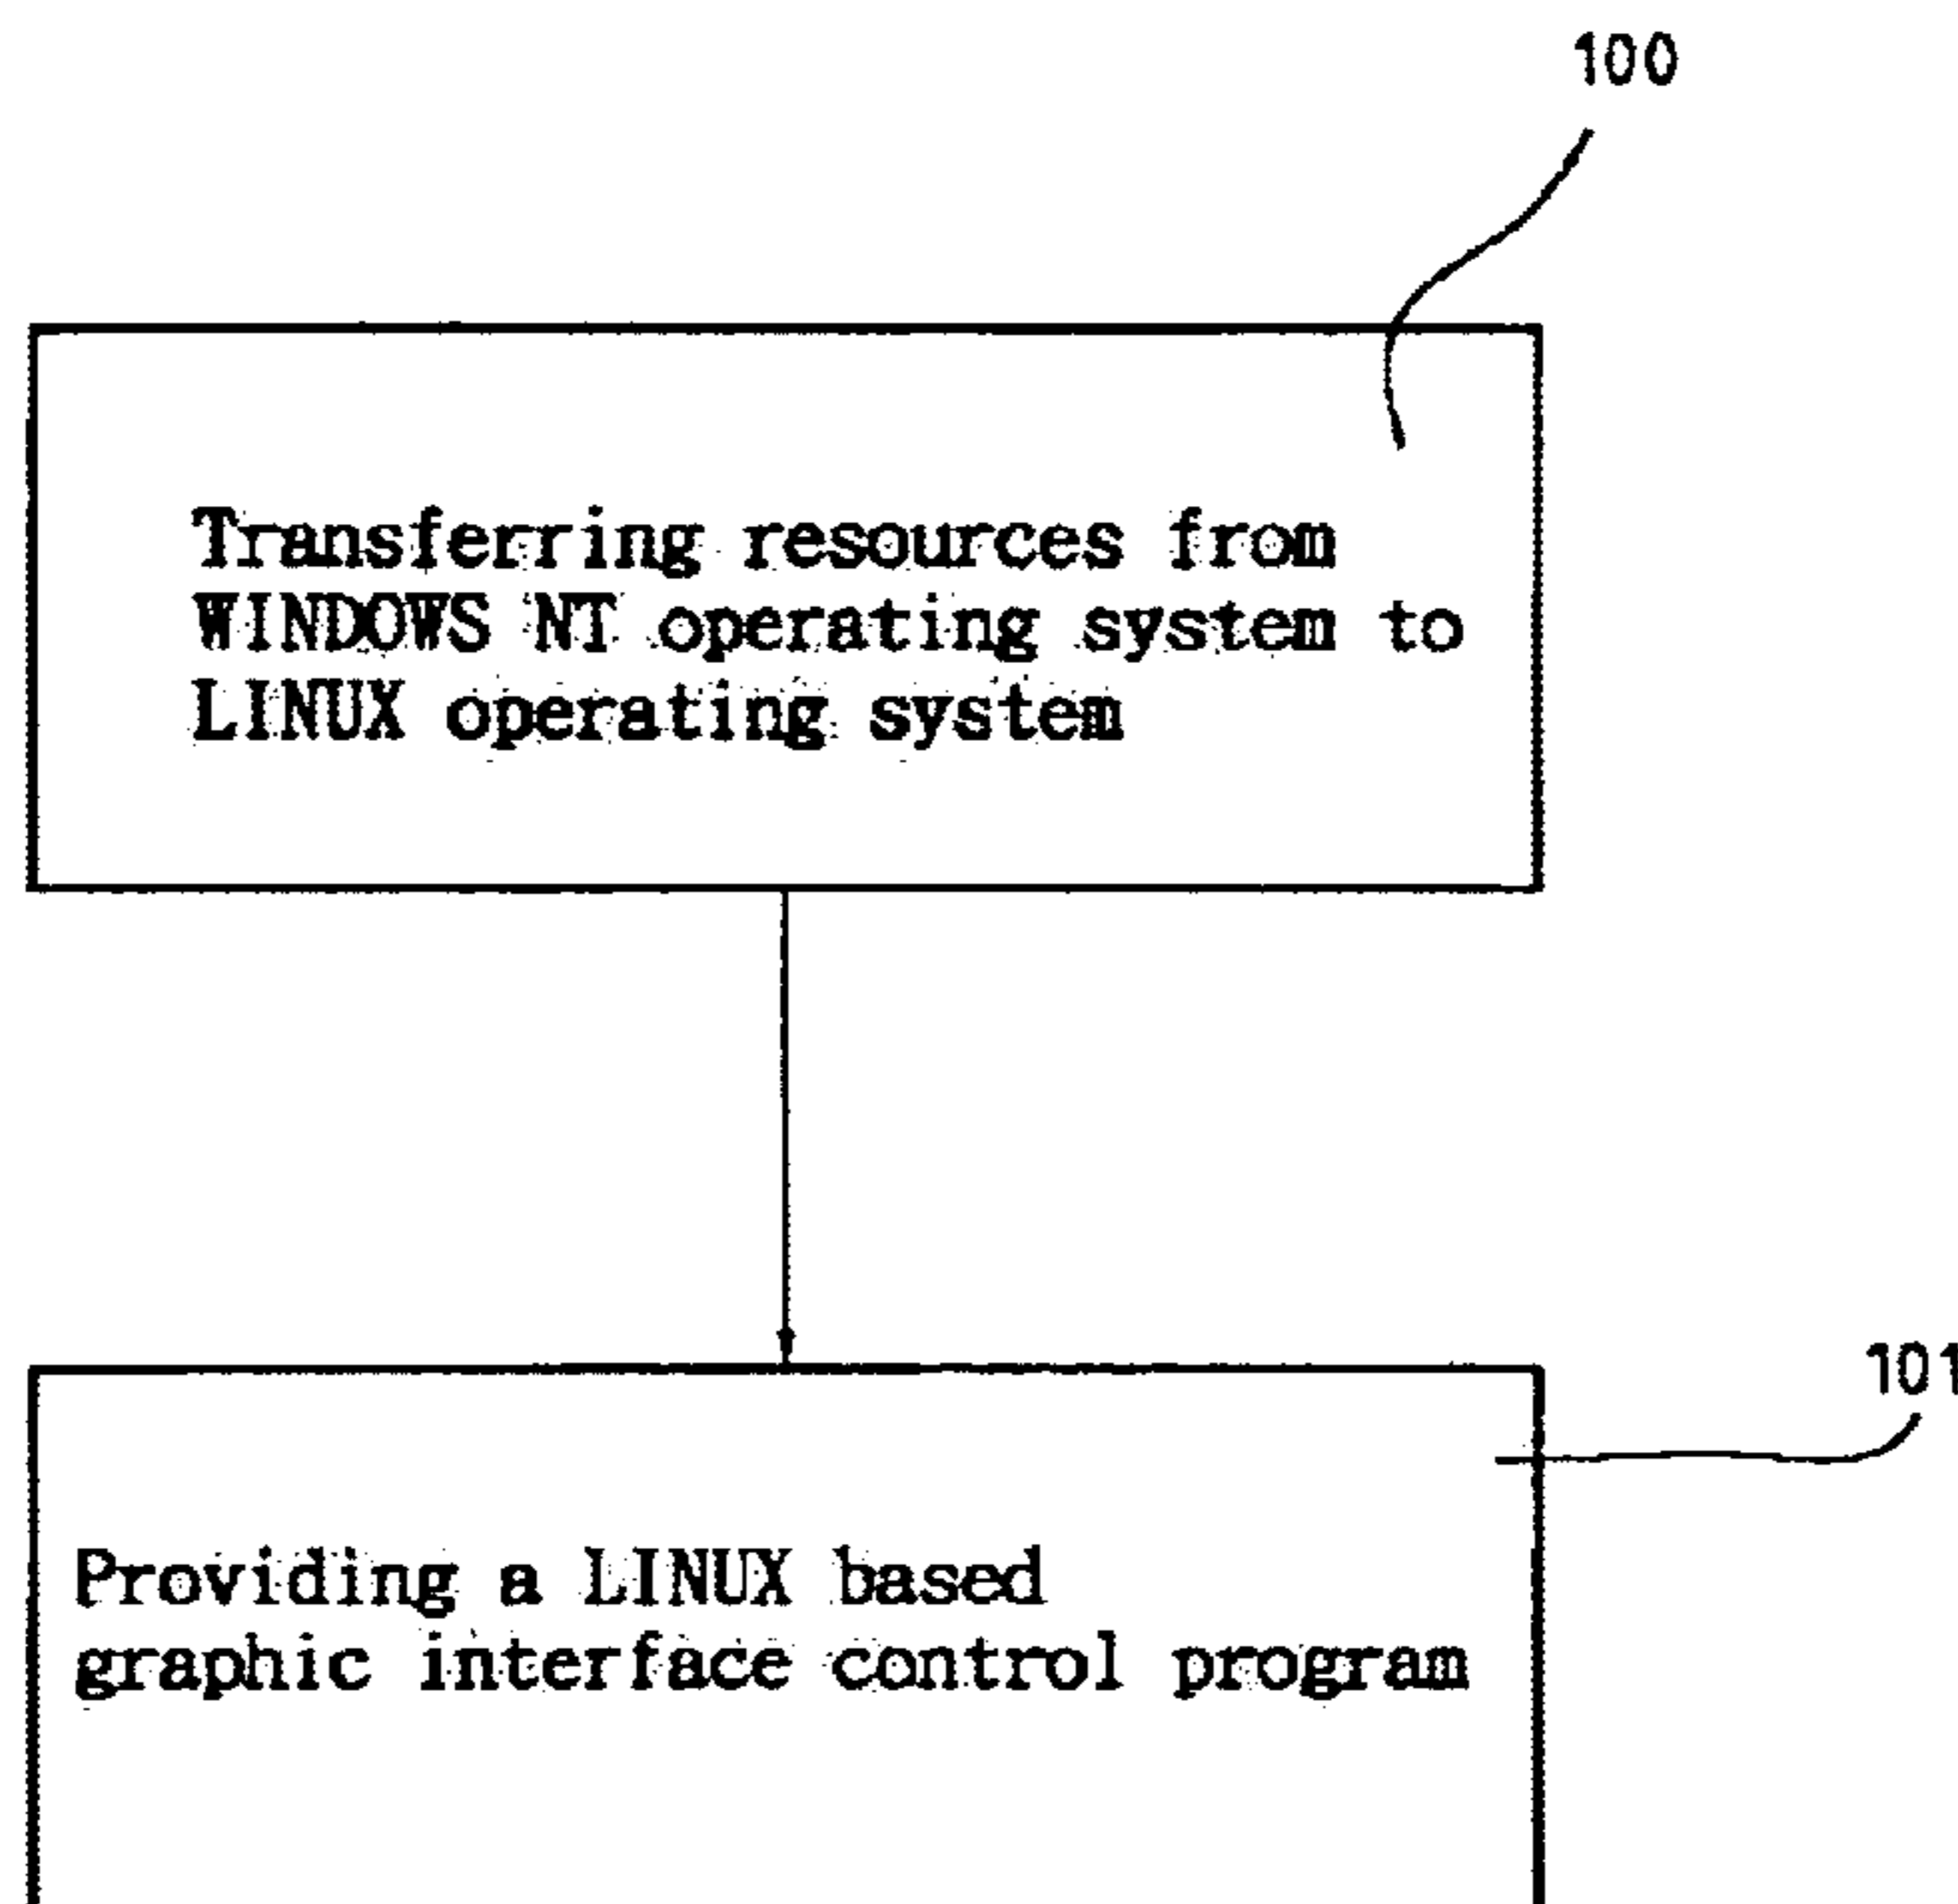 100
Transferring resources from
WINDOWS NT operating system to
LINUX operating system
101
Providing a LINUX based
graphic interface control program